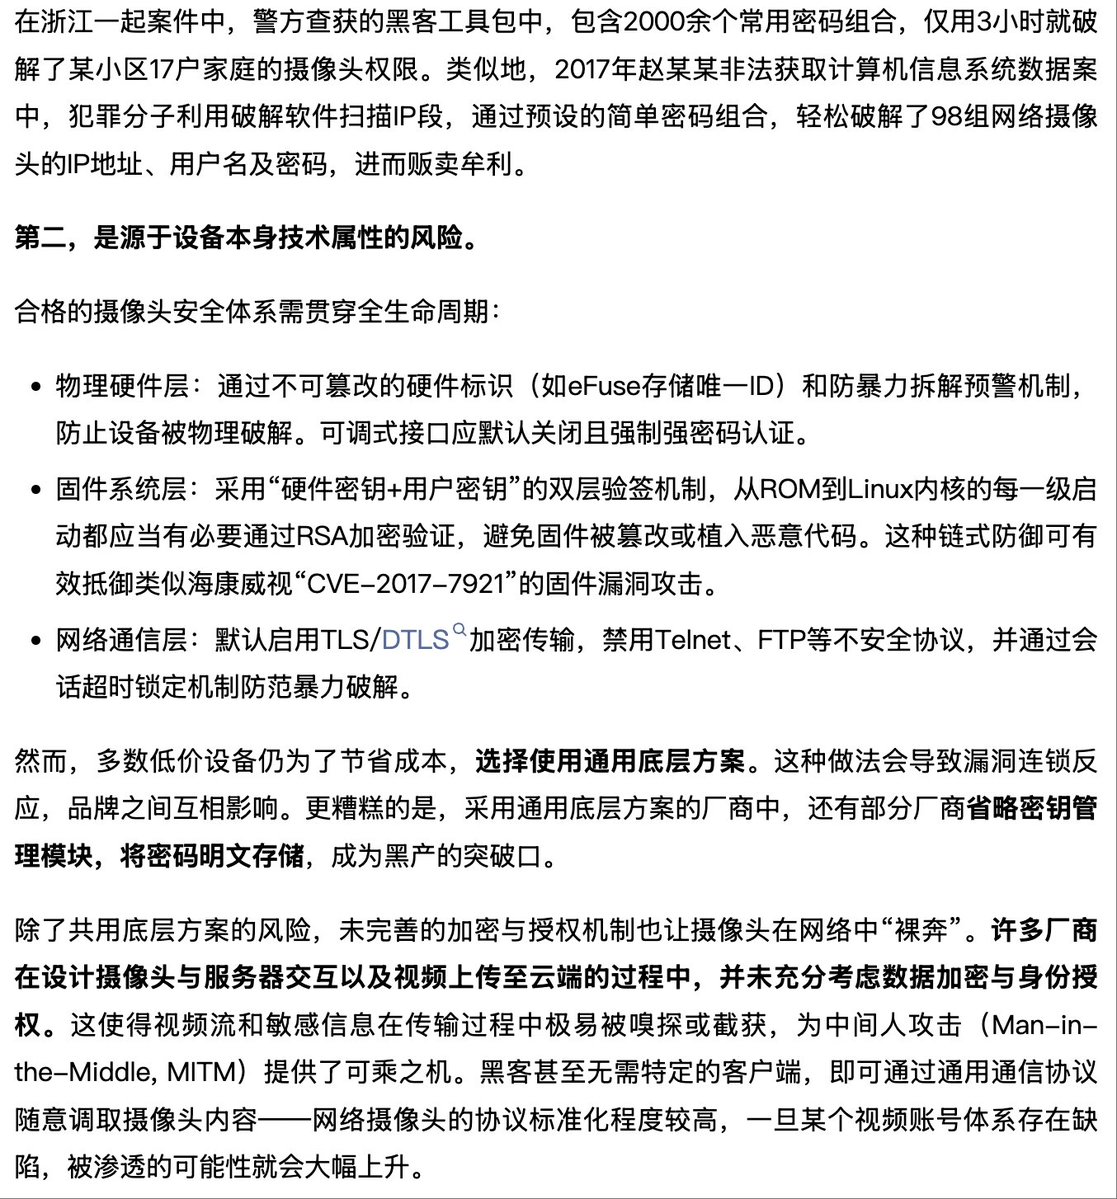 在浙江一起案件中，警方查获的黑客工具包中，包含2000余个常用密码组合，仅用3小时就破
解了某小区17户家庭的摄像头权限。类似地，2017年赵某某非法获取计算机信息系统数据案
中，犯罪分子利用破解软件扫描IP段，通过预设的简单密码组合，轻松破解了98组网络摄像
头的IP地址、用户名及密码，进而贩卖牟利。
第二，是源于设备本身技术属性的风险。
合格的摄像头安全体系需贯穿全生命周期：
• 物理硬件层：通过不可篡改的硬件标识（如eFuse存储唯一ID）和防暴力拆解预警机制，
防止设备被物理破解。可调式接口应默认关闭且强制强密码认证。
• 固件系统层：采用“硬件密钥+用户密钥”的双层验签机制，从ROM到Linux内核的每一级启
动都应当有必要通过RSA加密验证，避免固件被篡改或植入恶意代码。这种链式防御可有
效抵御类似海康威视“CVE-2017-7921”的固件漏洞攻击。
• 网络通信层：默认启用TLS/DTLS加密传输，禁用Telnet、FTP等不安全协议，并通过会
话超时锁定机制防范暴力破解。
然而，多数低价设备仍为了节省成本，选择使用通用底层方案。这种做法会导致漏洞连锁反
应，品牌之间互相影响。更糟糕的是，采用通用底层方案的厂商中，还有部分厂商省略密钥管
理模块，将密码明文存储，成为黑产的突破口。
除了共用底层方案的风险，未完善的加密与授权机制也让摄像头在网络中“裸奔”。许多厂商
在设计摄像头与服务器交互以及视频上传至云端的过程中，并未充分考虑数据加密与身份授
权。这使得视频流和敏感信息在传输过程中极易被嗅探或截获，为中间人攻击（Man-in-
the-Middle, MITM）提供了可乘之机。黑客甚至无需特定的客户端，即可通过通用通信协议
随意调取摄像头内容——网络摄像头的协议标准化程度较高，一旦某个视频账号体系存在缺
陷，被渗透的可能性就会大幅上升。